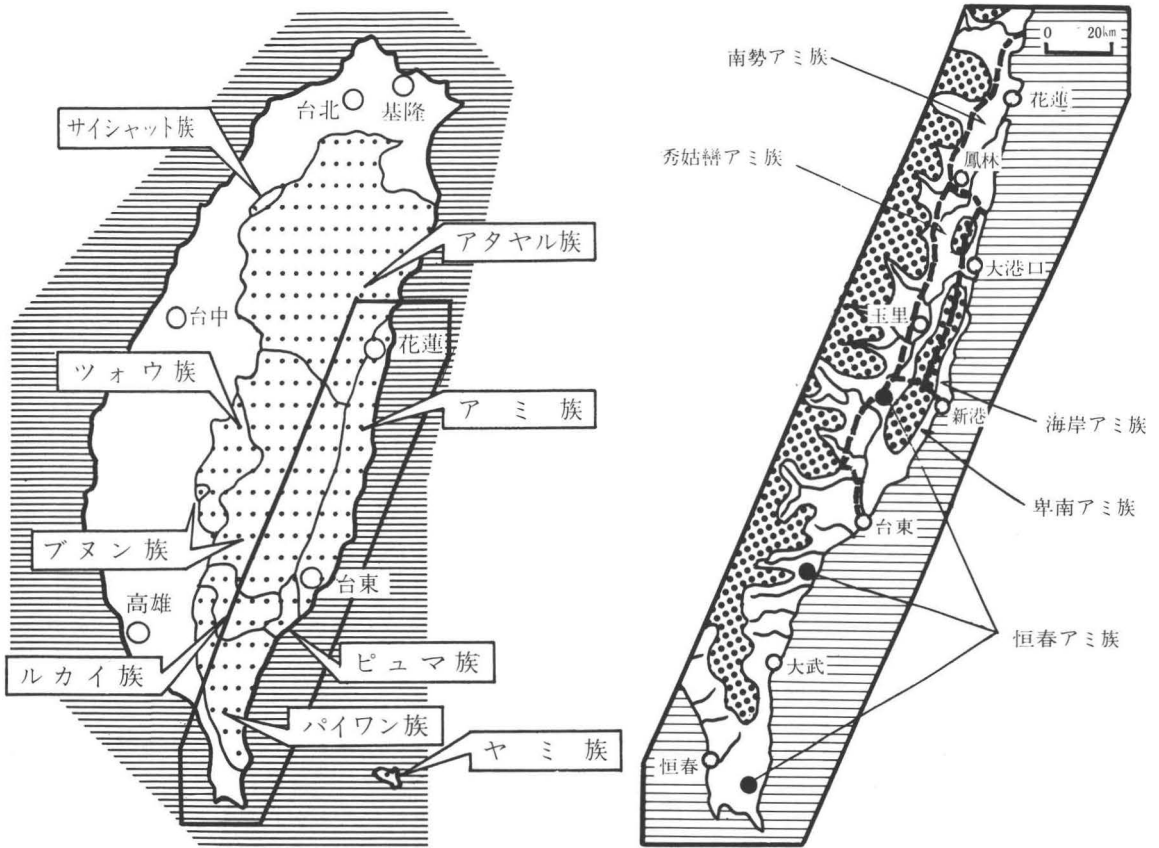 台北
基隆
サイシャット族
アタヤル族
台中
花蓮
ツォウ族
アミ族
ブヌン族
台東
高雄
ルカイ族
ピュマ族
パイワン族
ヤミ族
0 20km
南勢アミ族
花蓮
秀姑巒アミ族
鳳林
大港口
玉里
新港
海岸アミ族
卑南アミ族
台東
恒春アミ族
大武
恒春